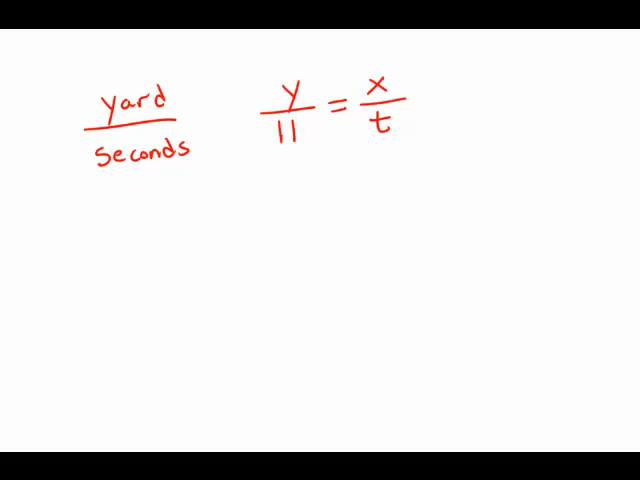 yard
seconds
y/11 = x/t